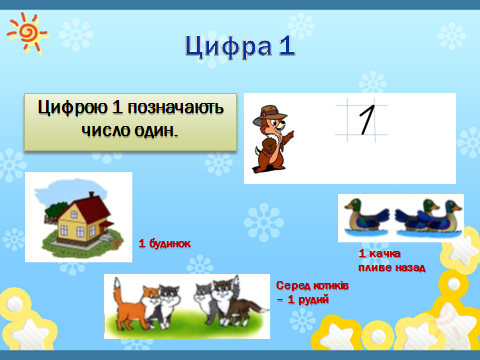 Цифра 1
Цифрою 1 позначають
число один.
1
1 будинок
1 качка
пливе назад
Серед котиків
– 1 рудий